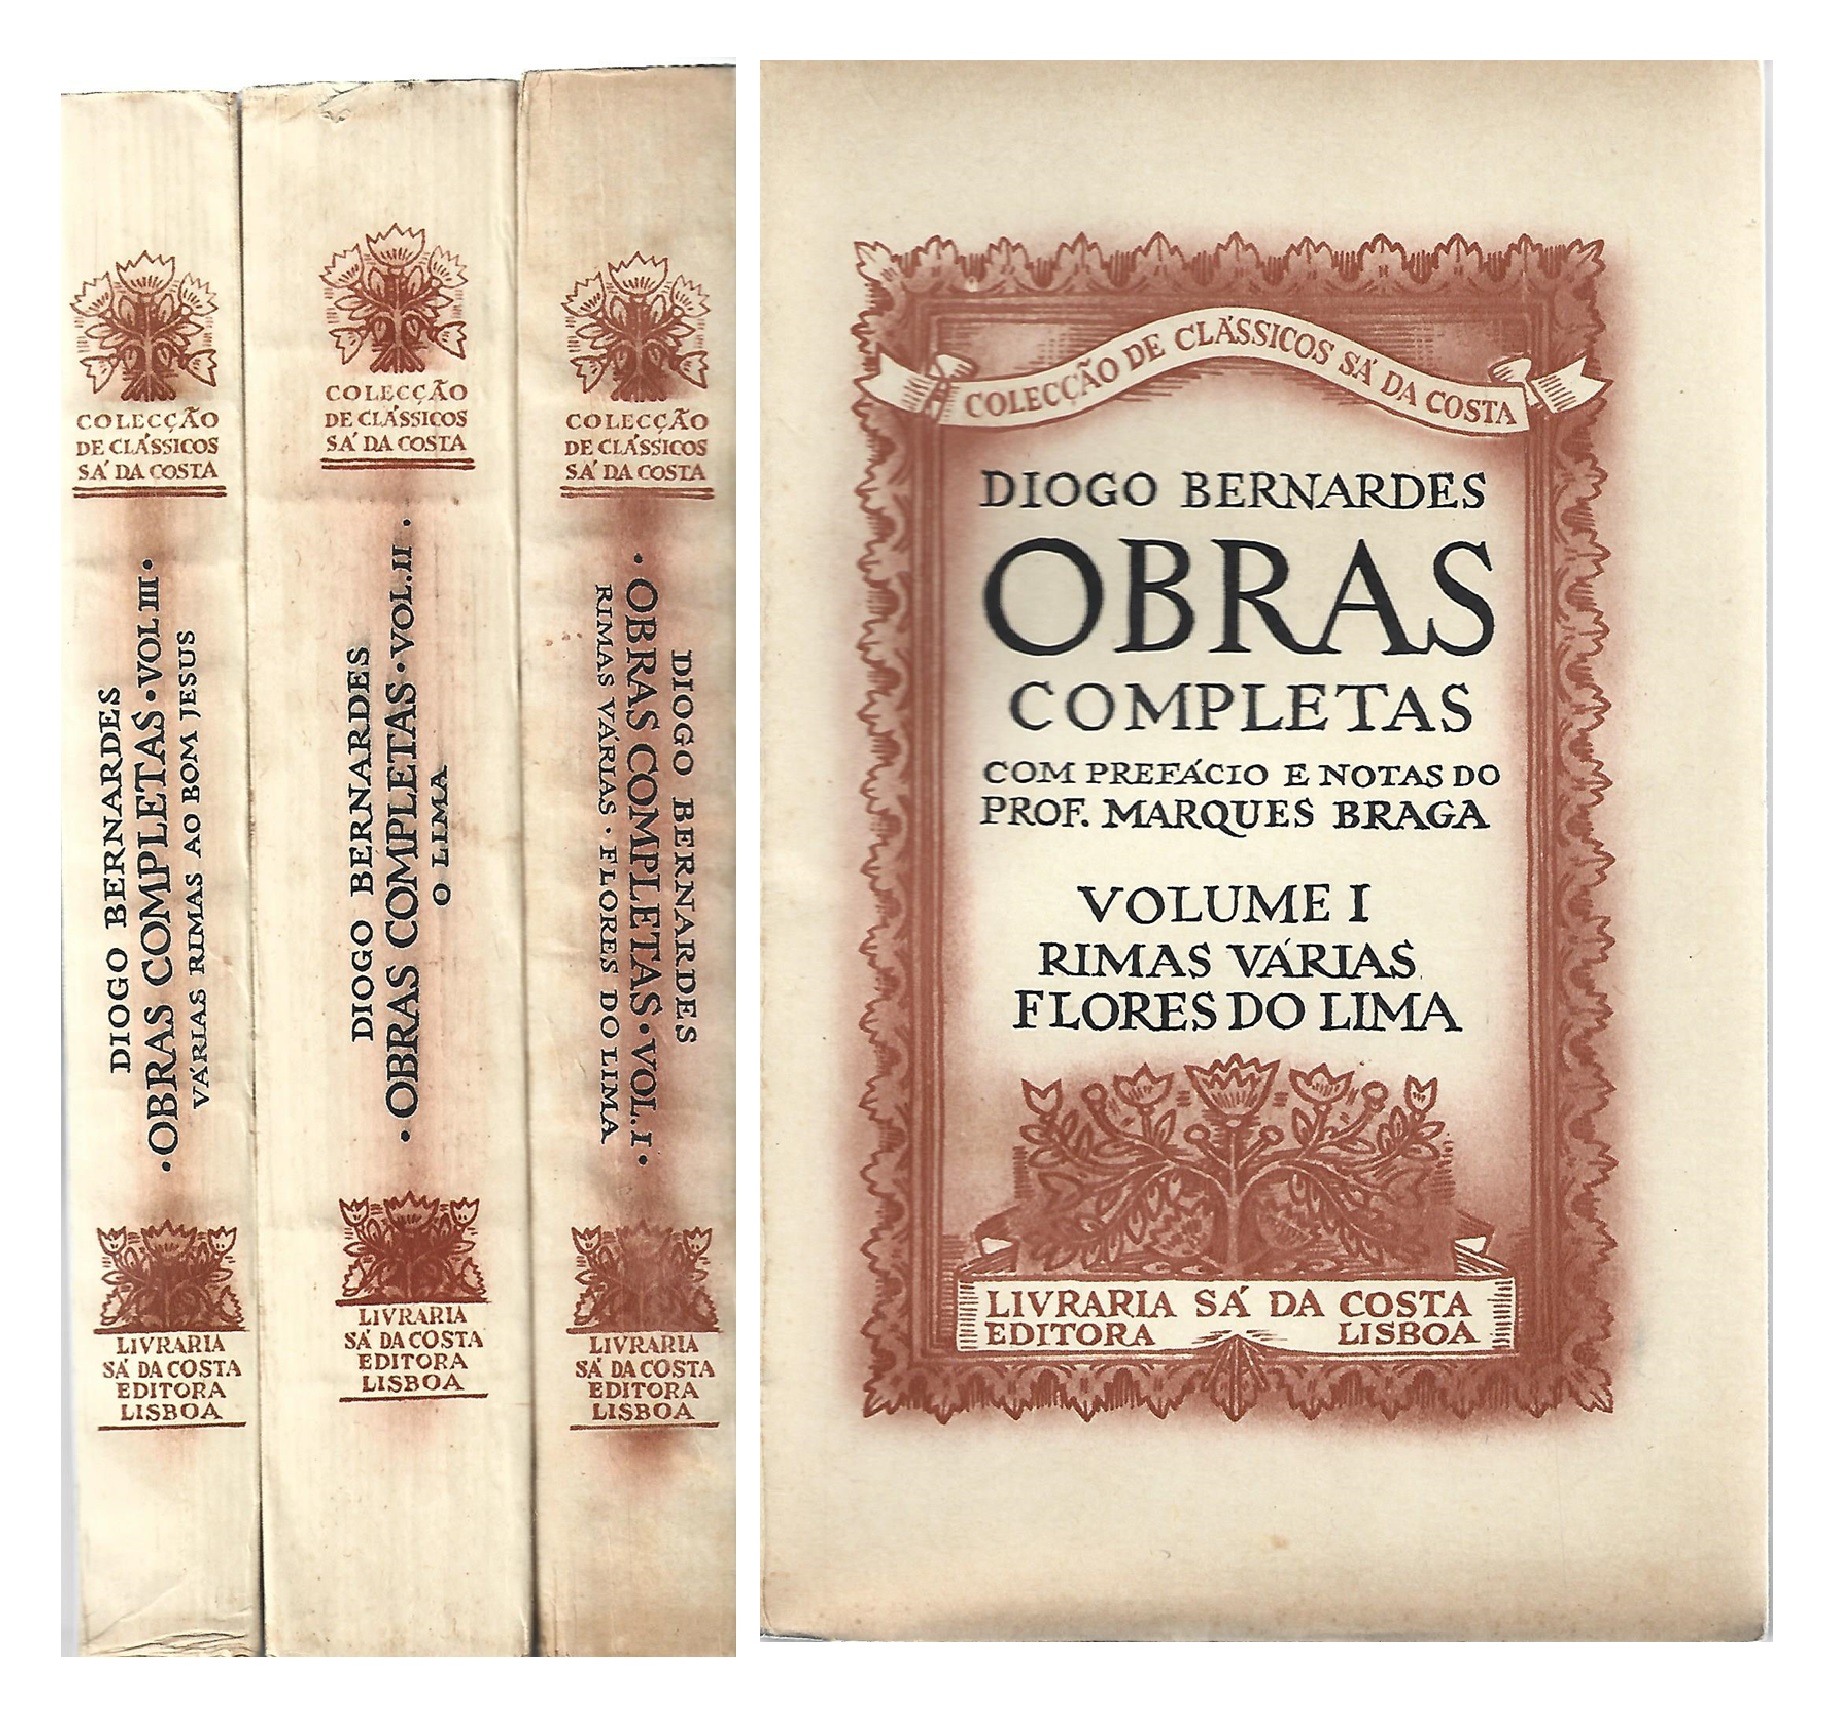 COLECÇÃO
DE CLÁSSICOS
SÁ DA COSTA
DIOGO BERNARDES
· OBRAS COMPLETAS · VOL III ·
VÁRIAS RIMAS AO BOM JESUS
LIVRARIA
SÁ DA COSTA
EDITORA
LISBOA
COLECÇÃO
DE CLÁSSICOS
SÁ DA COSTA
DIOGO BERNARDES
· OBRAS COMPLETAS · VOL. II ·
O LIMA
LIVRARIA
SÁ DA COSTA
EDITORA
LISBOA
COLECÇÃO
DE CLÁSSICOS
SÁ DA COSTA
DIOGO BERNARDES
· OBRAS COMPLETAS · VOL. I ·
RIMAS VÁRIAS · FLORES DO LIMA
LIVRARIA
SÁ DA COSTA
EDITORA
LISBOA
COLECÇÃO DE CLÁSSICOS SÁ DA COSTA
DIOGO BERNARDES
OBRAS
COMPLETAS
COM PREFÁCIO E NOTAS DO
PROF. MARQUES BRAGA
VOLUME I
RIMAS VÁRIAS
FLORES DO LIMA
LIVRARIA SÁ DA COSTA
EDITORA LISBOA